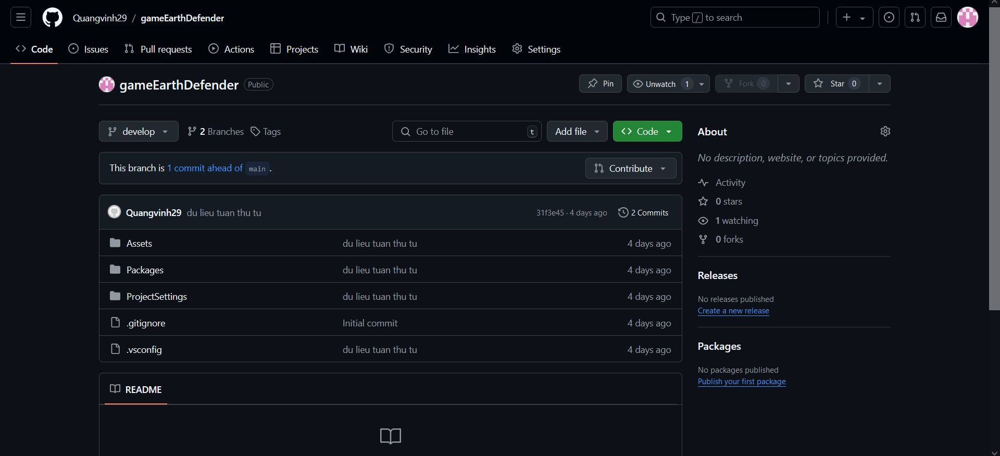 Quangvinh29 / gameEarthDefender
Type / to search
Code Issues Pull requests Actions Projects Wiki Security Insights Settings
gameEarthDefender Public
Pin Unwatch 1 Fork 0 Star 0
develop 2 Branches Tags
Go to file t Add file Code
This branch is 1 commit ahead of main .
Contribute
Quangvinh29 du lieu tuan thu tu 31f3e45 · 4 days ago 2 Commits
Assets du lieu tuan thu tu 4 days ago
Packages du lieu tuan thu tu 4 days ago
ProjectSettings du lieu tuan thu tu 4 days ago
.gitignore Initial commit 4 days ago
.vsconfig du lieu tuan thu tu 4 days ago
README
About
No description, website, or topics provided.
Activity
0 stars
1 watching
0 forks
Releases
No releases published
Create a new release
Packages
No packages published
Publish your first package